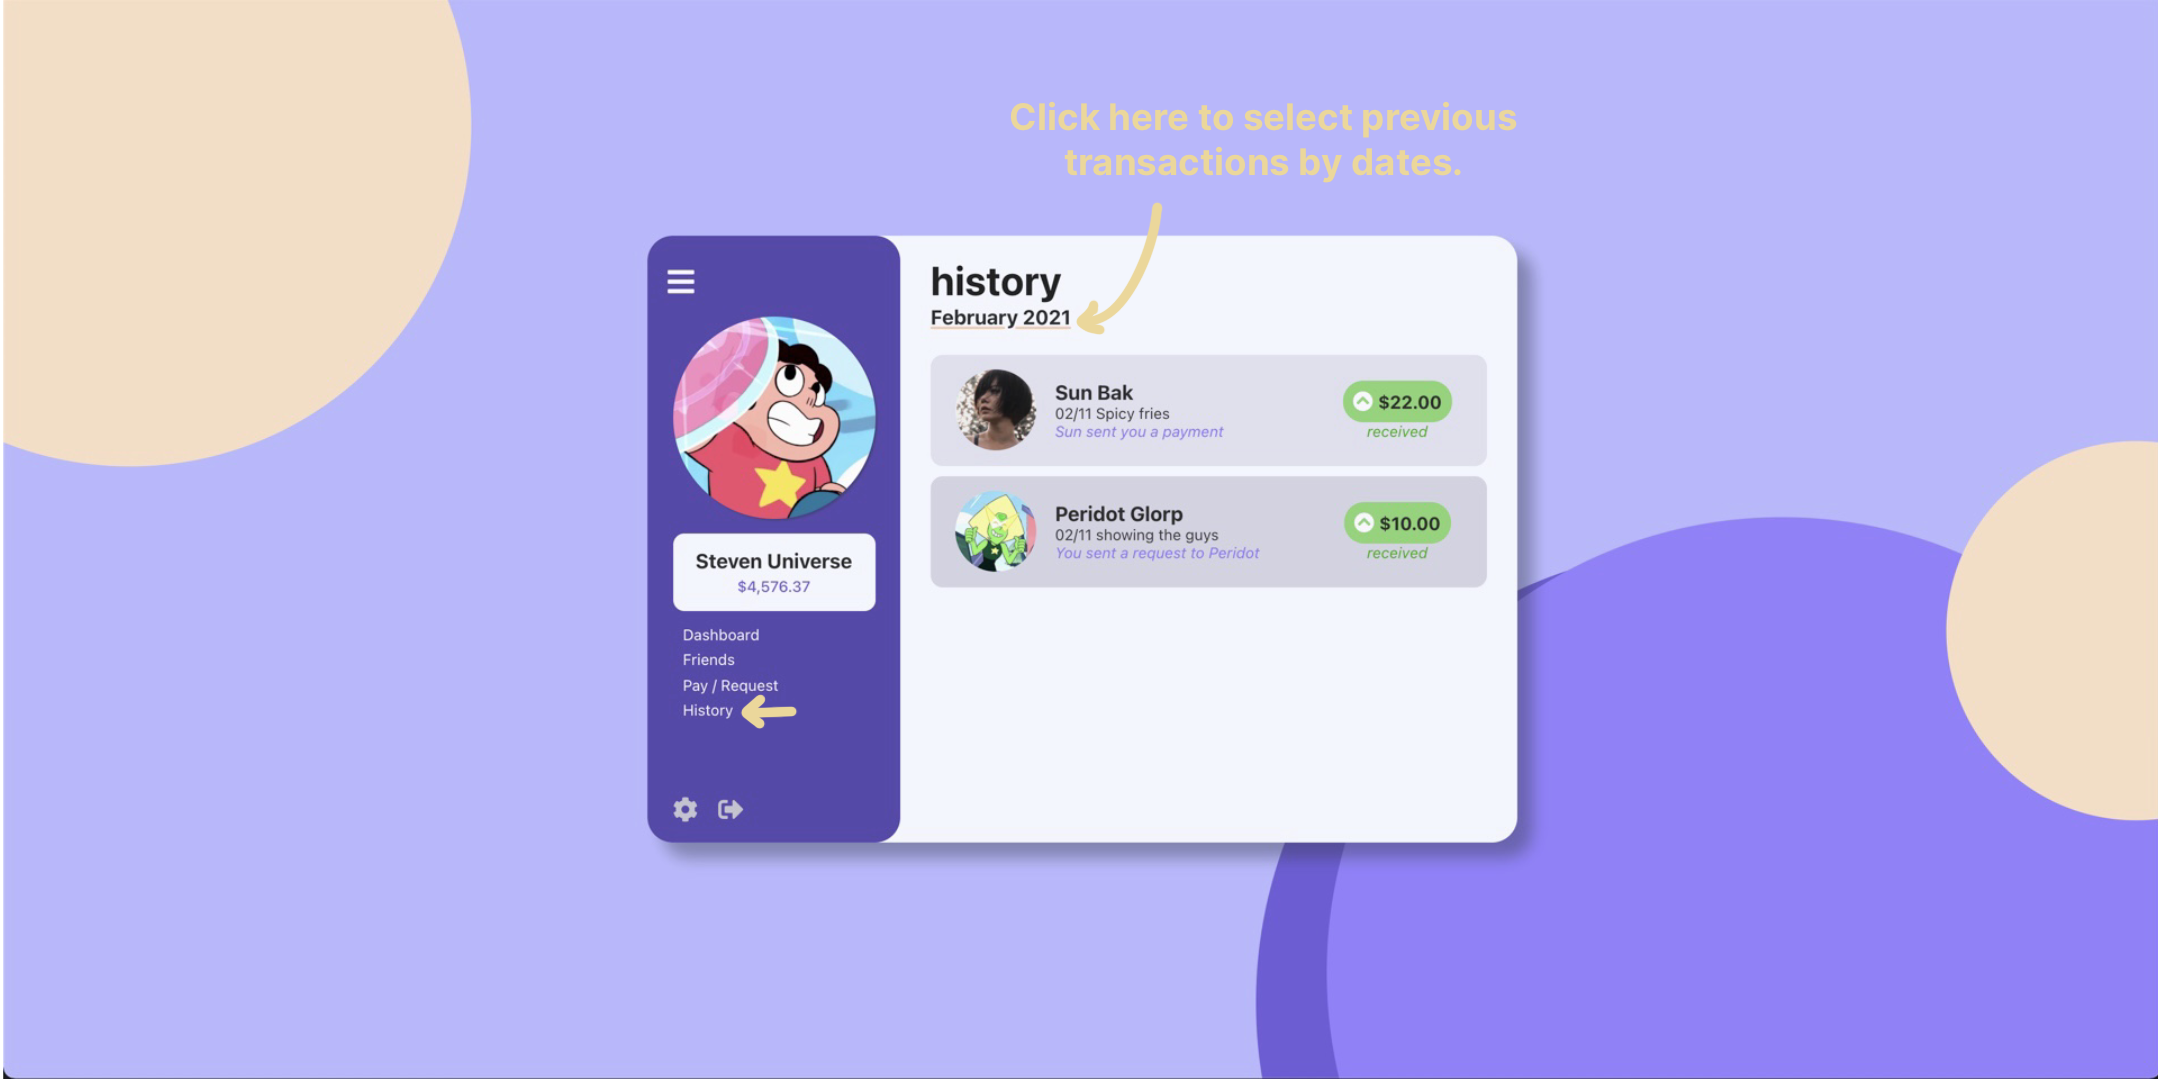 Click here to select previous
transactions by dates.
history
February 2021
Sun Bak
02/11 Spicy fries
Sun sent you a payment
$22.00
received
Peridot Glorp
02/11 showing the guys
You sent a request to Peridot
$10.00
received
Steven Universe
$4,576.37
Dashboard
Friends
Pay / Request
History